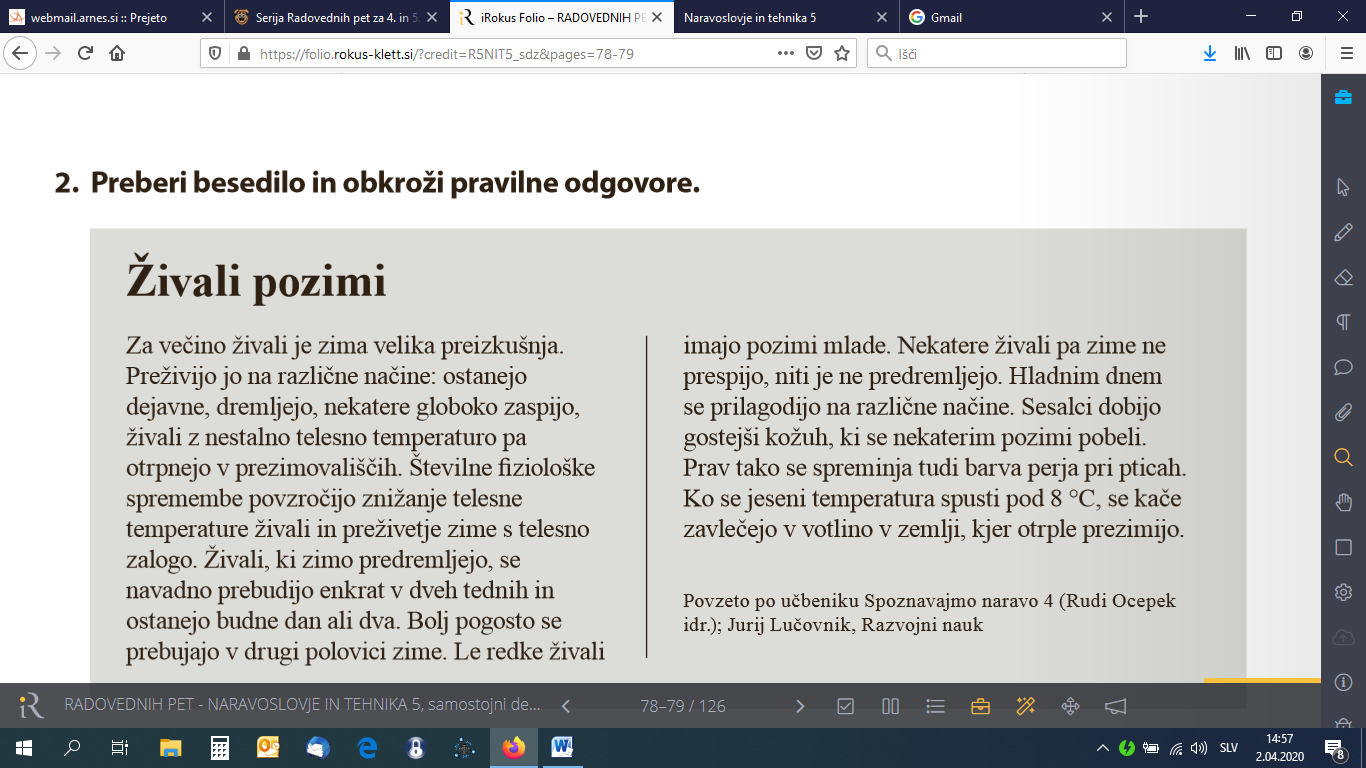 webmail.arnes.si :: Prejeto
Serija Radovednih pet za 4. in 5.
iRokus Folio – RADOVEDNIH PE
Naravoslovje in tehnika 5
Gmail
https://folio.rokus-klett.si/?credit=R5NIT5_sdz&pages=78-79
Išči
2. Preberi besedilo in obkroži pravilne odgovore.
Živali pozimi
Za večino živali je zima velika preizkušnja.
Preživijo jo na različne načine: ostanejo
dejavne, dremljejo, nekatere globoko zaspijo,
živali z nestalno telesno temperaturo pa
otrpnejo v prezimovališčih. Številne fiziološke
spremembe povzročijo znižanje telesne
temperature živali in preživetje zime s telesno
zalogo. Živali, ki zimo predremljejo, se
navadno prebudijo enkrat v dveh tednih in
ostanejo budne dan ali dva. Bolj pogosto se
prebujajo v drugi polovici zime. Le redke živali
imajo pozimi mlade. Nekatere živali pa zime ne
prespijo, niti je ne predremljejo. Hladnim dnem
se prilagodijo na različne načine. Sesalci dobijo
gostejši kožuh, ki se nekaterim pozimi pobeli.
Prav tako se spreminja tudi barva perja pri pticah.
Ko se jeseni temperatura spusti pod 8 °C, se kače
zavlečejo v votlino v zemlji, kjer otrple prezimijo.
Povzeto po učbeniku Spoznavajmo naravo 4 (Rudi Ocepek
idr.); Jurij Lučovnik, Razvojni nauk
iR RADOVEDNIH PET - NARAVOSLOVJE IN TEHNIKA 5, samostojni de...
78–79 / 126
SLV
14:57
2.04.2020
8